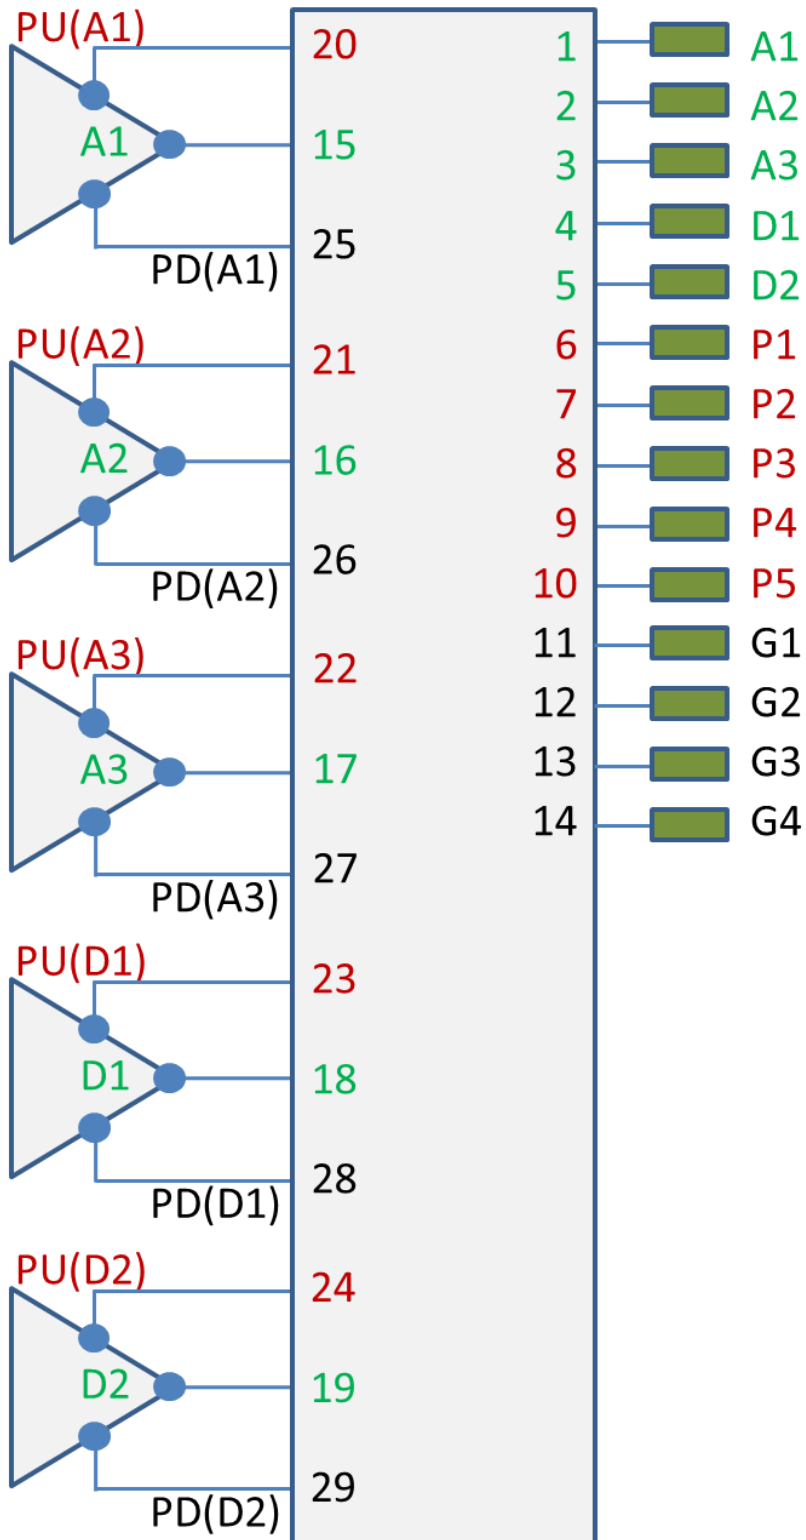 PU(A1) 20 1 A1
A1 15 2 A2
3 A3
PD(A1) 25 4 D1
5 D2
PU(A2) 21 6 P1
7 P2
A2 16 8 P3
9 P4
PD(A2) 26 10 P5
11 G1
PU(A3) 22 12 G2
A3 17 13 G3
14 G4
PD(A3) 27
PU(D1) 23
D1 18
PD(D1) 28
PU(D2) 24
D2 19
PD(D2) 29